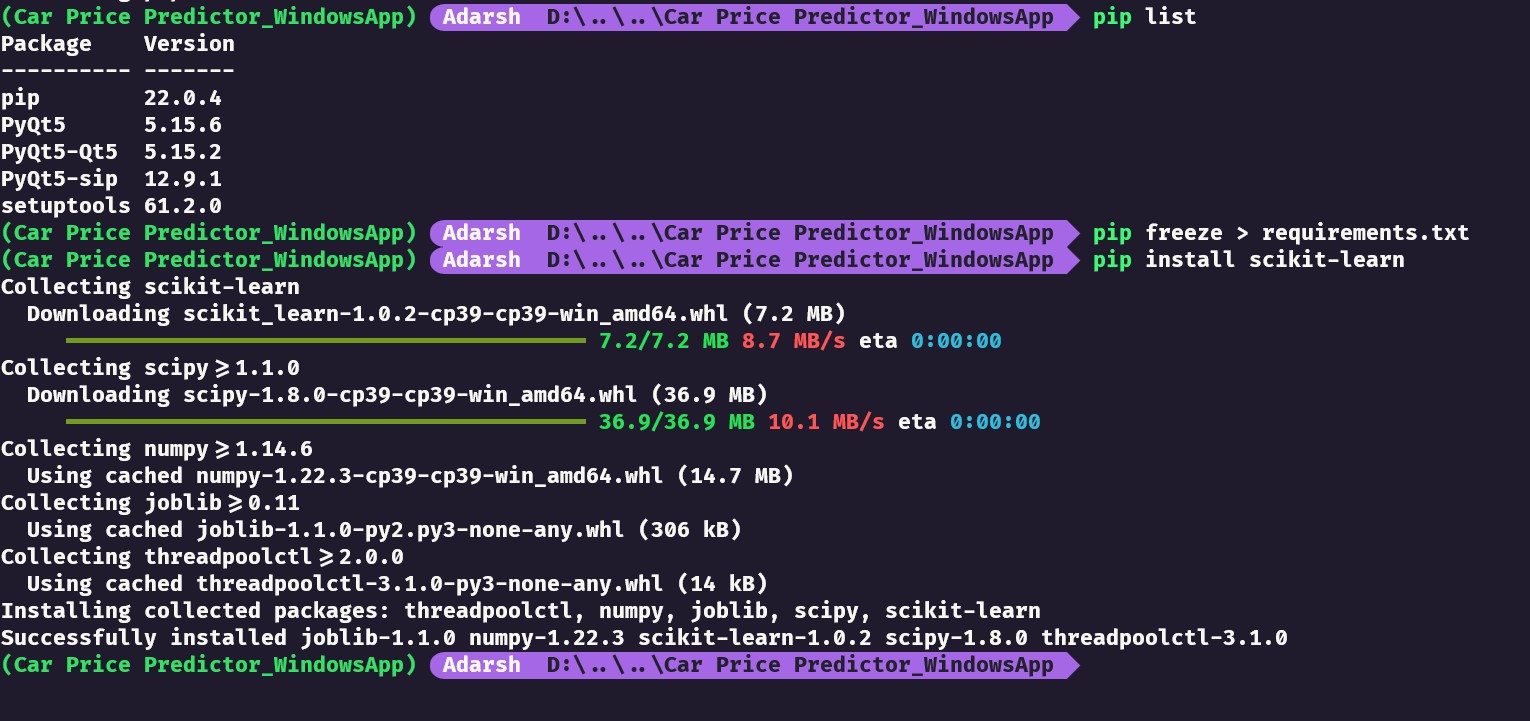 (Car Price Predictor_WindowsApp) Adarsh D:\..\..\Car Price Predictor_WindowsApp pip list
Package    Version
---------- -------
pip        22.0.4
PyQt5      5.15.6
PyQt5-Qt5  5.15.2
PyQt5-sip  12.9.1
setuptools 61.2.0
(Car Price Predictor_WindowsApp) Adarsh D:\..\..\Car Price Predictor_WindowsApp pip freeze > requirements.txt
(Car Price Predictor_WindowsApp) Adarsh D:\..\..\Car Price Predictor_WindowsApp pip install scikit-learn
Collecting scikit-learn
  Downloading scikit_learn-1.0.2-cp39-cp39-win_amd64.whl (7.2 MB)
     7.2/7.2 MB 8.7 MB/s eta 0:00:00
Collecting scipy>=1.1.0
  Downloading scipy-1.8.0-cp39-cp39-win_amd64.whl (36.9 MB)
     36.9/36.9 MB 10.1 MB/s eta 0:00:00
Collecting numpy>=1.14.6
  Using cached numpy-1.22.3-cp39-cp39-win_amd64.whl (14.7 MB)
Collecting joblib>=0.11
  Using cached joblib-1.1.0-py2.py3-none-any.whl (306 kB)
Collecting threadpoolctl>=2.0.0
  Using cached threadpoolctl-3.1.0-py3-none-any.whl (14 kB)
Installing collected packages: threadpoolctl, numpy, joblib, scipy, scikit-learn
Successfully installed joblib-1.1.0 numpy-1.22.3 scikit-learn-1.0.2 scipy-1.8.0 threadpoolctl-3.1.0
(Car Price Predictor_WindowsApp) Adarsh D:\..\..\Car Price Predictor_WindowsApp